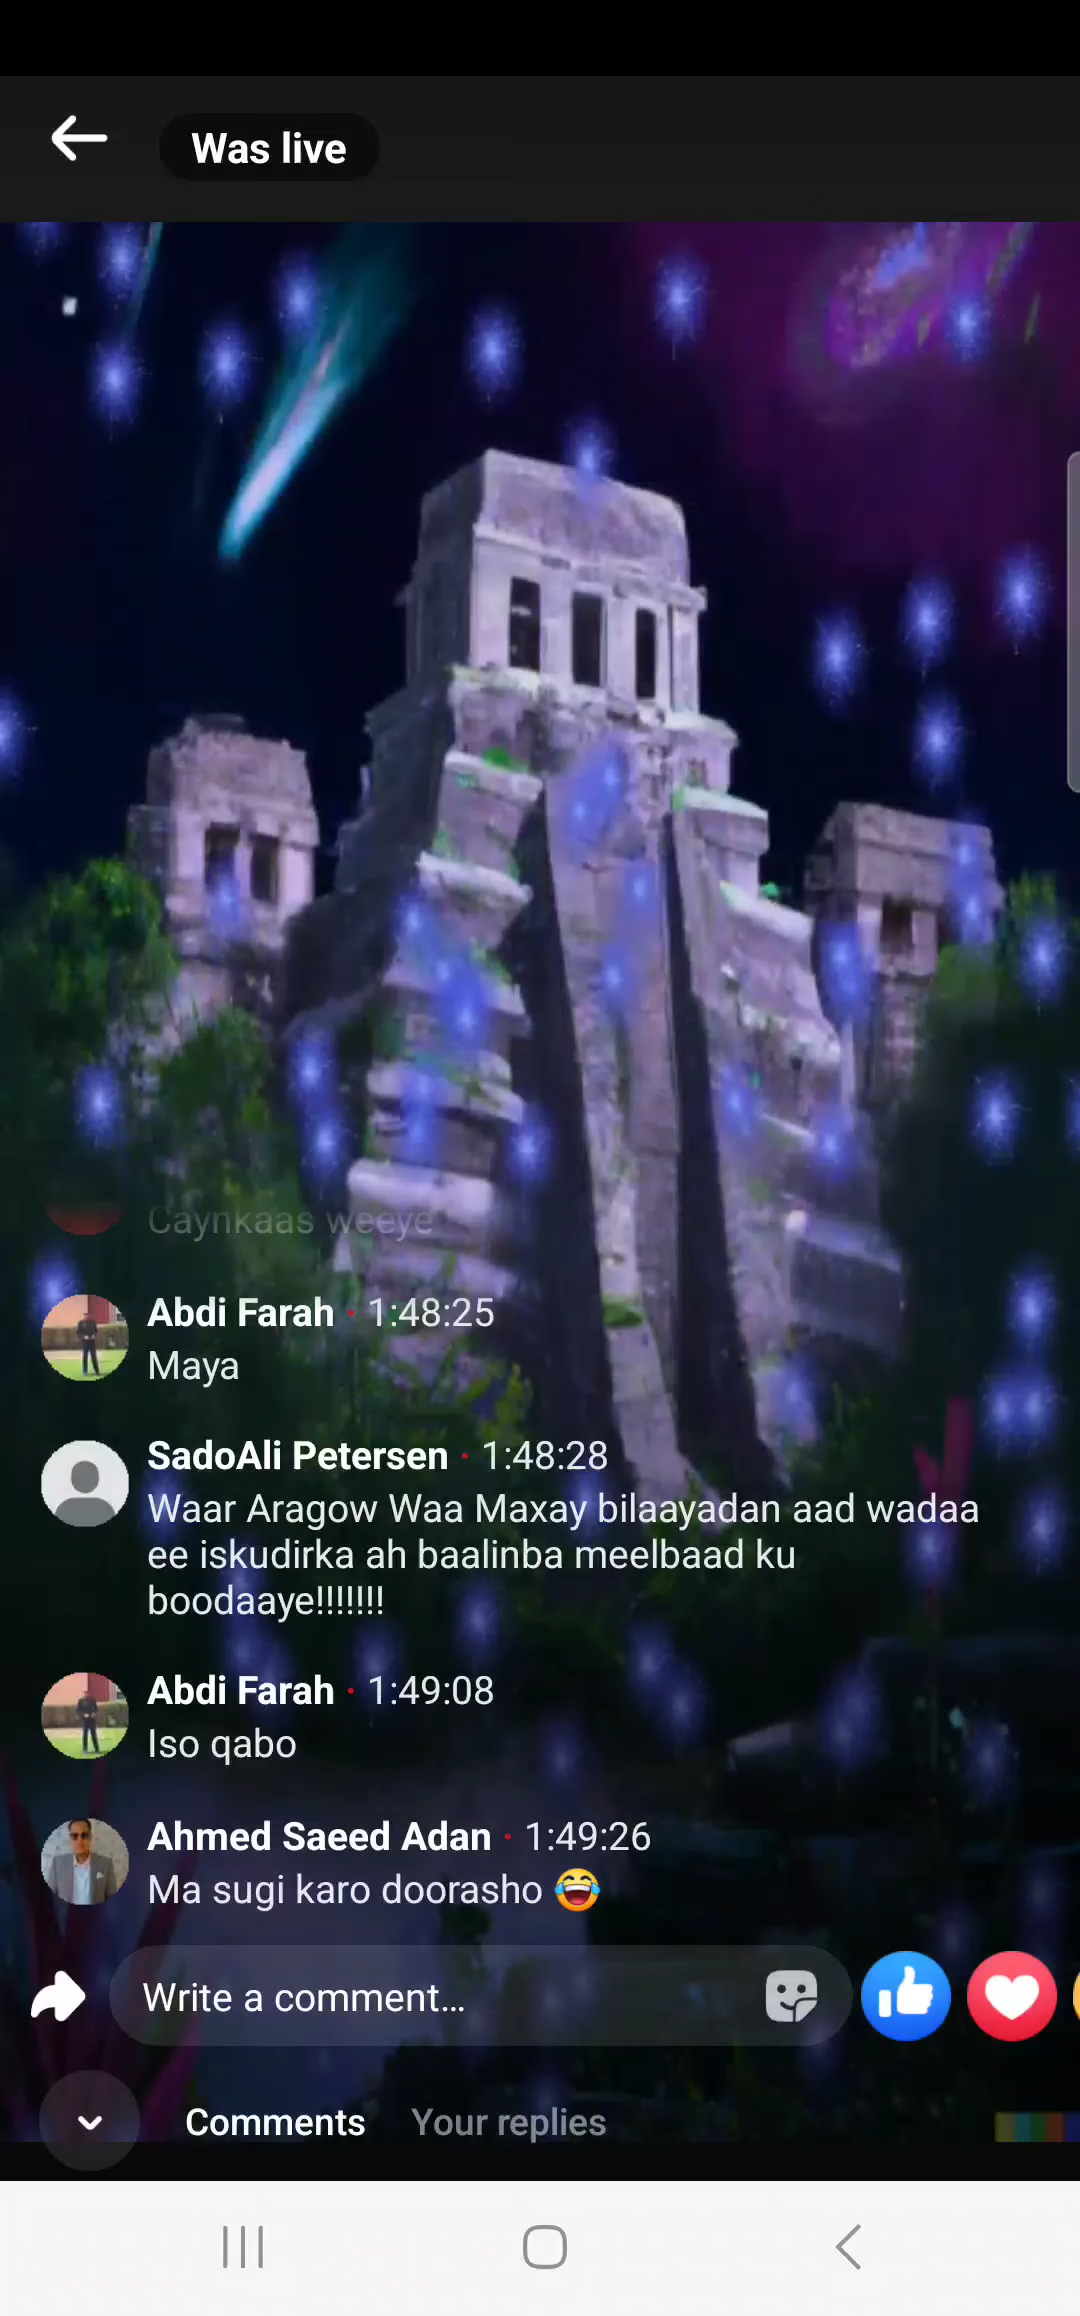 Was live
Caynkaas weeye
Abdi Farah · 1:48:25
Maya
SadoAli Petersen · 1:48:28
Waar Aragow Waa Maxay bilaayadan aad wadaa
ee iskudirka ah baalinba meelbaad ku
boodaaye!!!!!!!
Abdi Farah · 1:49:08
Iso qabo
Ahmed Saeed Adan · 1:49:26
Ma sugi karo doorasho 😂
Write a comment...
Comments Your replies